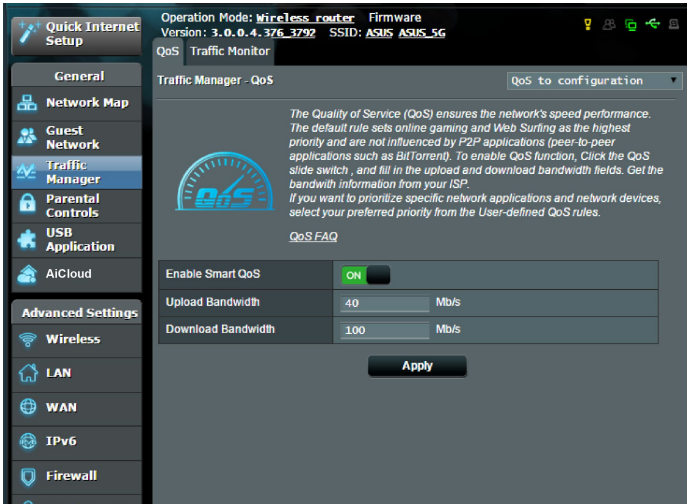 Quick Internet
Setup
Operation Mode: Wireless router Firmware
Version: 3.0.0.4.376_3792 SSID: ASUS ASUS_5G
QoS Traffic Monitor
General
Network Map
Guest
Network
Traffic
Manager
Parental
Controls
USB
Application
AiCloud
Advanced Settings
Wireless
LAN
WAN
IPv6
Firewall
Traffic Manager - QoS
QoS to configuration
QoS
The Quality of Service (QoS) ensures the network's speed performance.
The default rule sets online gaming and Web Surfing as the highest
priority and are not influenced by P2P applications (peer-to-peer
applications such as BitTorrent). To enable QoS function, Click the QoS
slide switch , and fill in the upload and download bandwidth fields. Get the
bandwith information from your ISP.
If you want to prioritize specific network applications and network devices,
select your preferred priority from the User-defined QoS rules.
QoS FAQ
Enable Smart QoS ON
Upload Bandwidth 40 Mb/s
Download Bandwidth 100 Mb/s
Apply